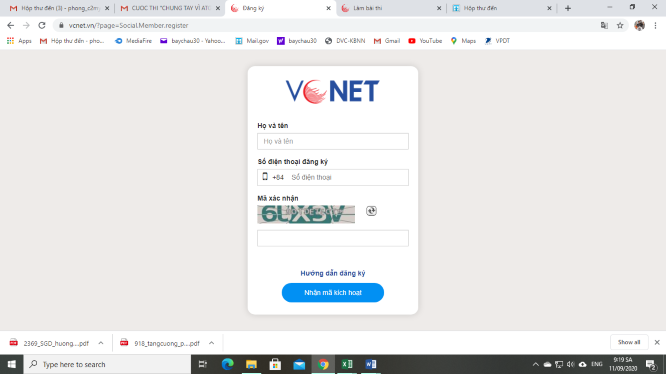 Hộp thư đến (3) - phong_c2m
CUOC THI "CHUNG TAY VÌ ATI
Đăng ký
Làm bài thi
Hộp thư đến
vcnet.vn/?page=Social.Member.register
Apps
Hộp thư đến - pho...
MediaFire
baychau30 - Yahoo...
Mail.gov
baychau30
DVC-KBNN
Gmail
YouTube
Maps
VPDT
VCNET
Họ và tên
Họ và tên
Số điện thoại đăng ký
+84 Số điện thoại
Mã xác nhận
6UX3V
Hướng dẫn đăng ký
Nhận mã kích hoạt
2369_SGD_huong....pdf
918_tangcuong_p....pdf
Show all
Type here to search
ENG
9:19 SA
11/09/2020
2